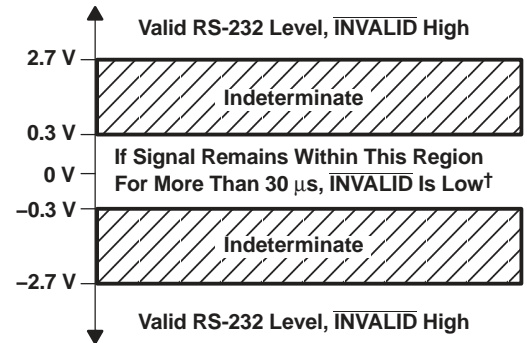 Valid RS-232 Level, INVALID High
2.7 V
Indeterminate
0.3 V
If Signal Remains Within This Region
0 V
For More Than 30 μs, INVALID Is Low†
–0.3 V
Indeterminate
–2.7 V
Valid RS-232 Level, INVALID High